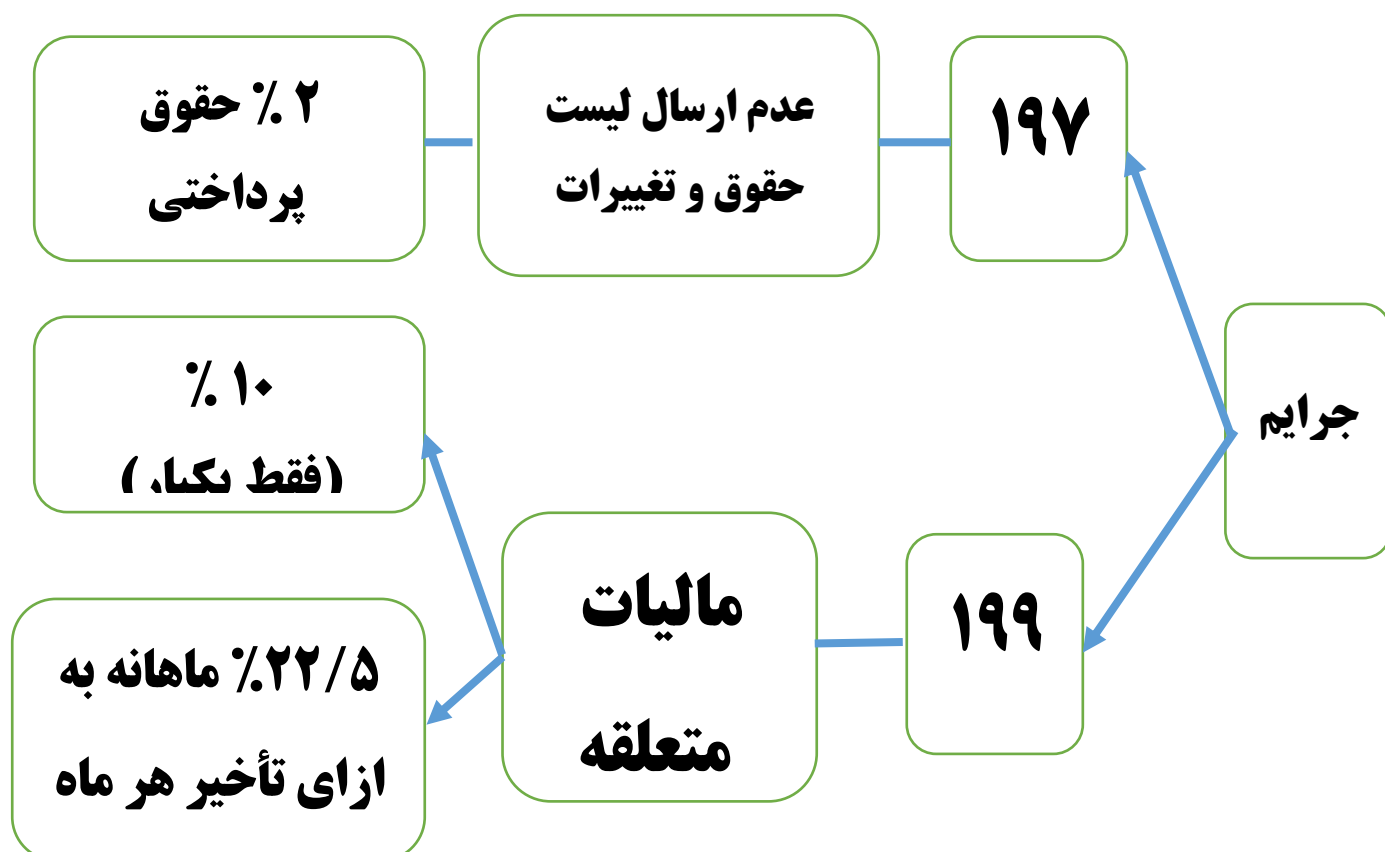 جرایم
۱۹۷
عدم ارسال لیست
حقوق و تغییرات
۲ ٪ حقوق
پرداختی
۱۹۹
مالیات
متعلقه
۱۰ ٪
(فقط یکبار)
۲۲/۵٪ ماهانه به
ازای تأخیر هر ماه